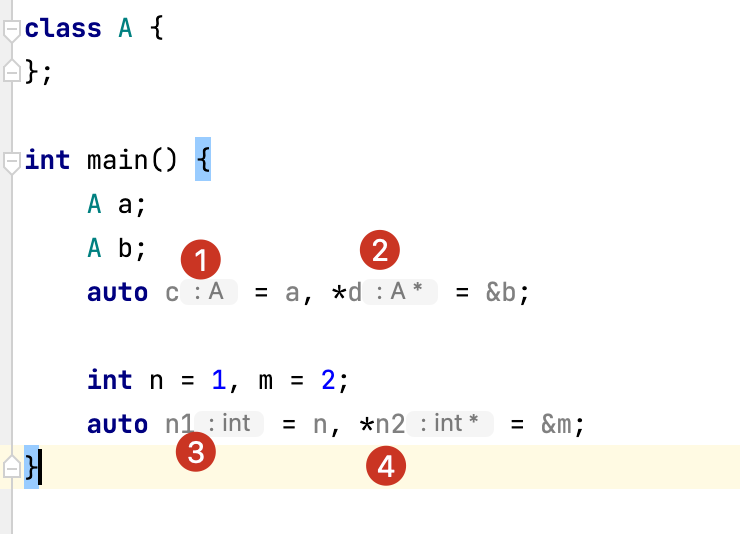 class A {
};
int main() {
A a;
A b;
1 2
auto c : A = a, *d : A * = &b;
int n = 1, m = 2;
auto n1 : int = n, *n2 : int * = &m;
3 4
}